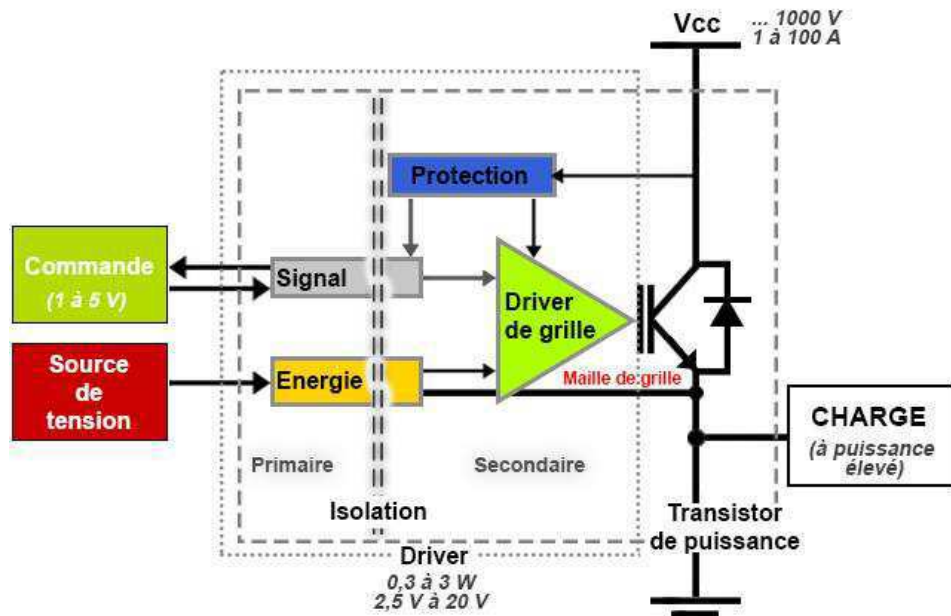 Vcc
... 1000 V
1 à 100 A
Protection
Commande
(1 à 5 V)
Signal
Driver
de grille
Source
de
tension
Energie
Maille de grille
CHARGE
(à puissance
élevé)
Primaire
Secondaire
Isolation
Transistor
de puissance
Driver
0,3 à 3 W
2,5 V à 20 V